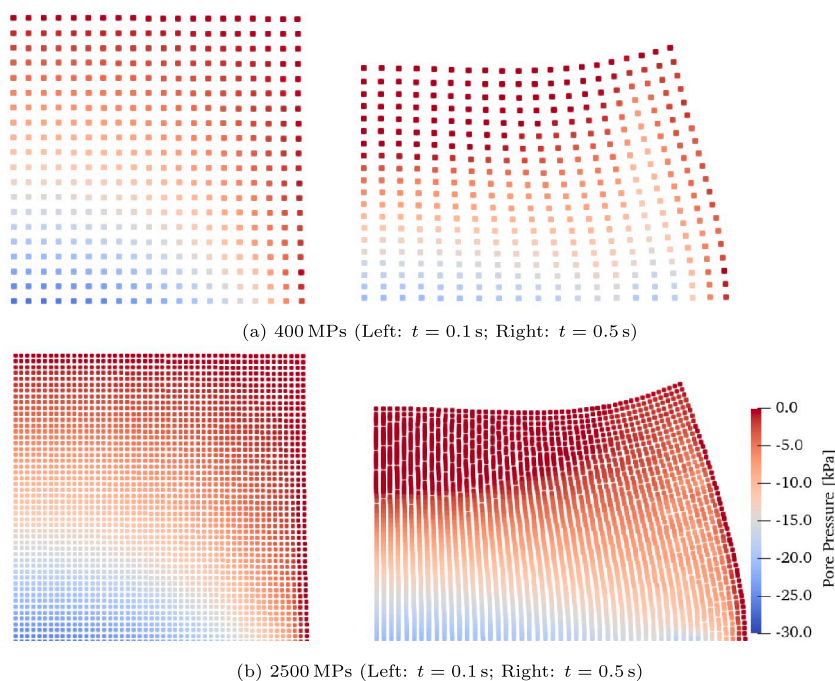 (a) 400 MPs (Left: t = 0.1 s; Right: t = 0.5 s)
0.0
-5.0
-10.0
-15.0
-20.0
-25.0
-30.0
Pore Pressure [kPa]
(b) 2500 MPs (Left: t = 0.1 s; Right: t = 0.5 s)